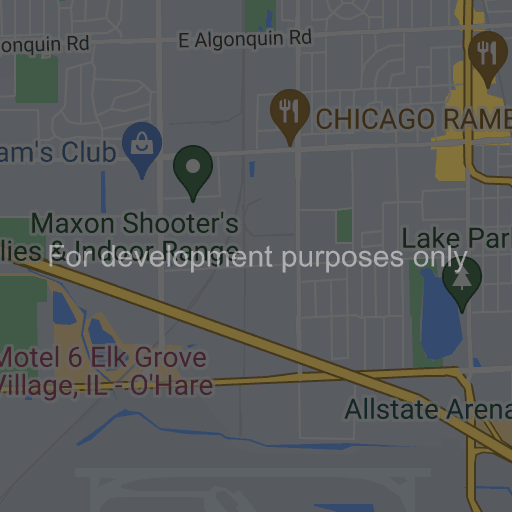 onquin Rd
E Algonquin Rd
CHICAGO RAME
am's Club
Maxon Shooter's
lies & Indoor Range
Lake Par
For development purposes only
Motel 6 Elk Grove
Village, IL - O'Hare
Allstate Arena